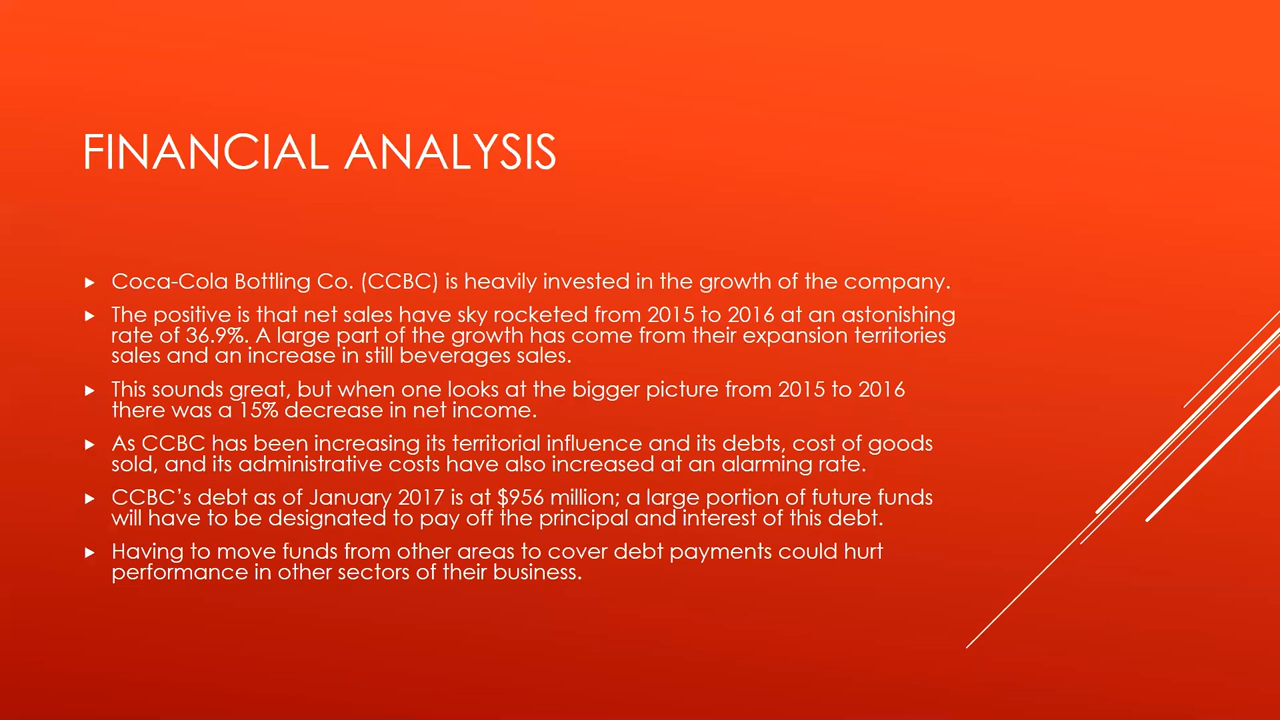 FINANCIAL ANALYSIS
Coca-Cola Bottling Co. (CCBC) is heavily invested in the growth of the company.
The positive is that net sales have sky rocketed from 2015 to 2016 at an astonishing
rate of 36.9%. A large part of the growth has come from their expansion territories
sales and an increase in still beverages sales.
This sounds great, but when one looks at the bigger picture from 2015 to 2016
there was a 15% decrease in net income.
As CCBC has been increasing its territorial influence and its debts, cost of goods
sold, and its administrative costs have also increased at an alarming rate.
CCBC’s debt as of January 2017 is at $956 million; a large portion of future funds
will have to be designated to pay off the principal and interest of this debt.
Having to move funds from other areas to cover debt payments could hurt
performance in other sectors of their business.